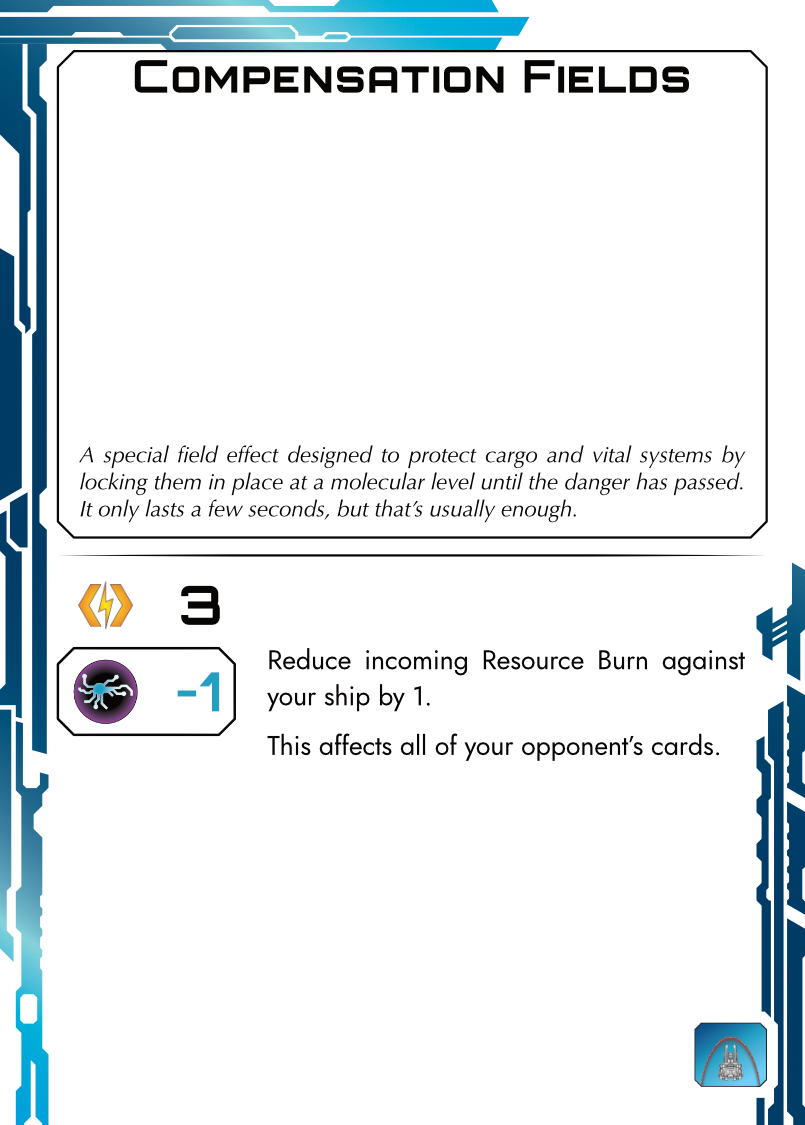 Compensation Fields
A special field effect designed to protect cargo and vital systems by
locking them in place at a molecular level until the danger has passed.
It only lasts a few seconds, but that's usually enough.
3
-1
Reduce incoming Resource Burn against
your ship by 1.
This affects all of your opponent's cards.